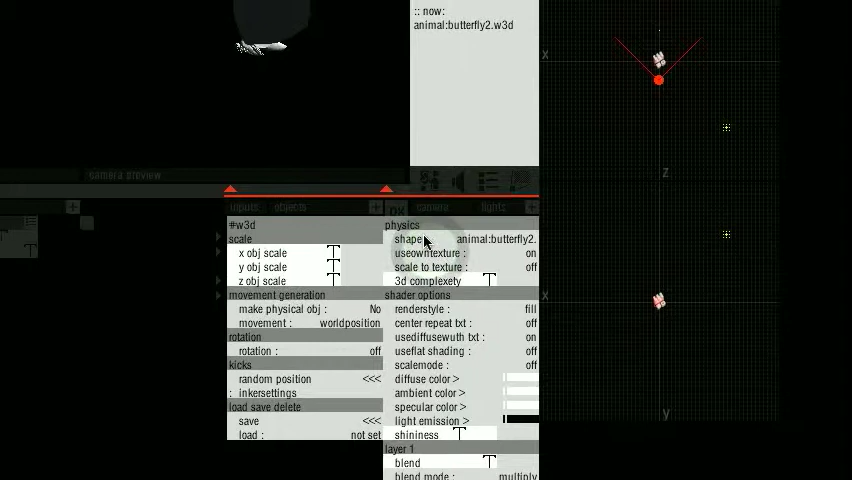 :: now:
animal:butterfly2.w3d
x
z
camera preview
inputs objects
camera lights
#w3d
scale
x obj scale
y obj scale
z obj scale
movement generation
make physical obj : No
movement : worldposition
rotation
rotation : off
kicks
random position <<<
: inkersettings
load save delete
save <<<
load : not set
physics
shape animal:butterfly2.
useowntexture : on
scale to texture : off
3d complexety
shader options
renderstyle : fill
center repeat txt : off
usediffusewuth txt : on
useflat shading : off
scalemode : off
diffuse color >
ambient color >
specular color >
light emission >
shininess
layer 1
blend
blend mode : multiply
x
y